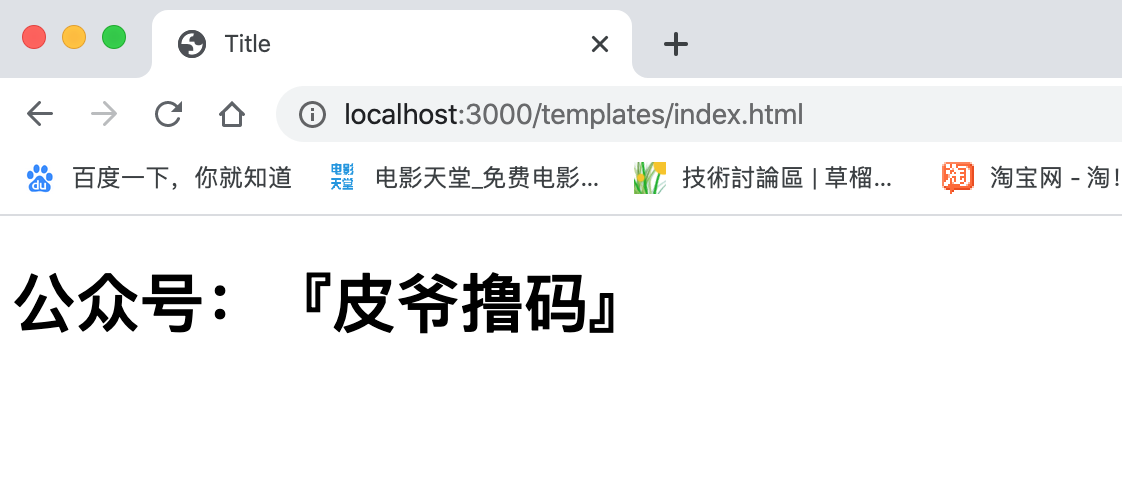 Title
localhost:3000/templates/index.html
du 百度一下，你就知道 电影天堂 电影天堂_免费电影... 技術討論區 | 草榴... 淘 淘宝网 - 淘!
公众号：『皮爷撸码』